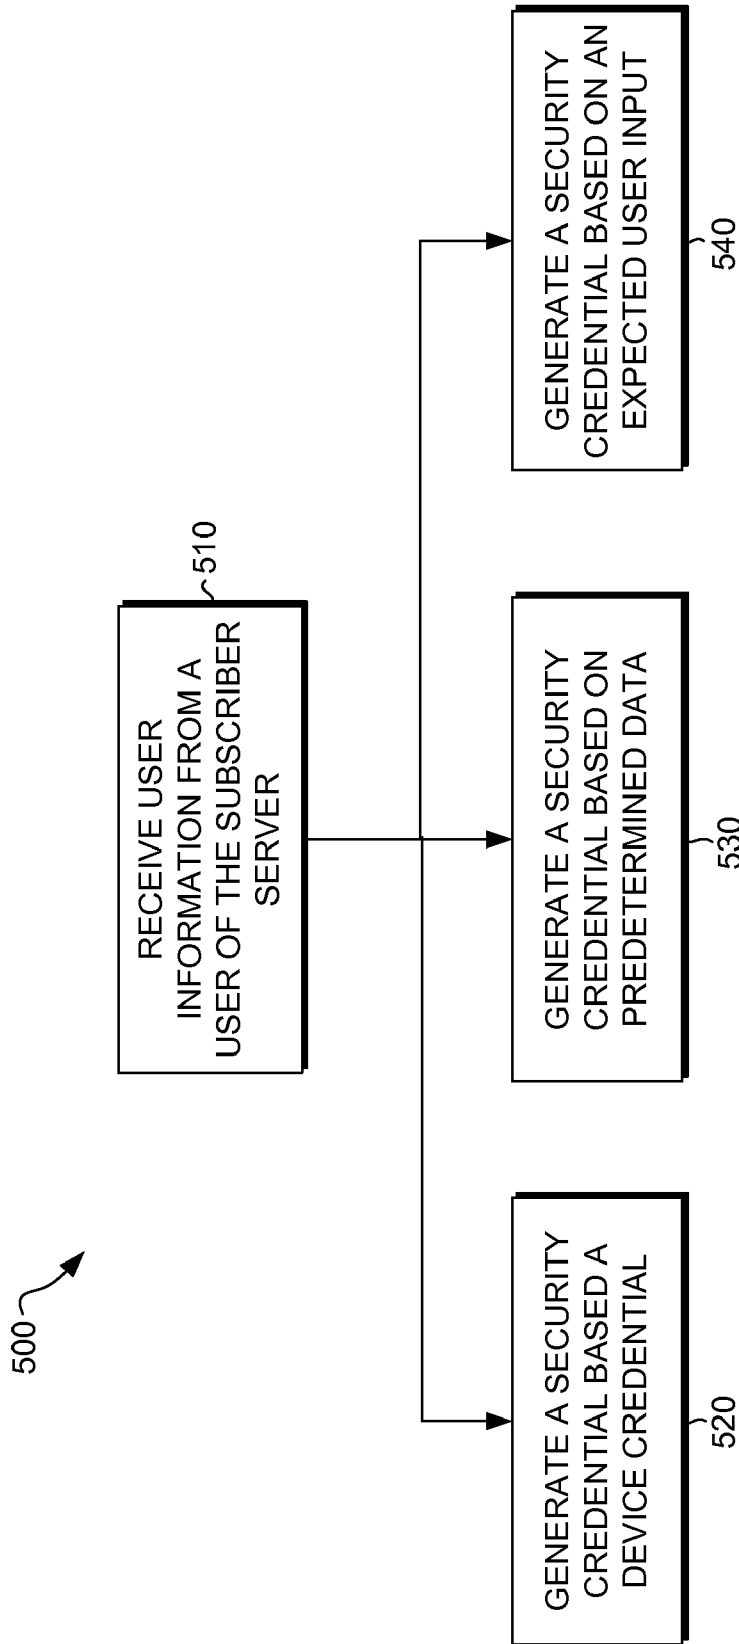 500
RECEIVE USER
INFORMATION FROM A
USER OF THE SUBSCRIBER
SERVER
510
GENERATE A SECURITY
CREDENTIAL BASED A
DEVICE CREDENTIAL
520
GENERATE A SECURITY
CREDENTIAL BASED ON
PREDETERMINED DATA
530
GENERATE A SECURITY
CREDENTIAL BASED ON AN
EXPECTED USER INPUT
540